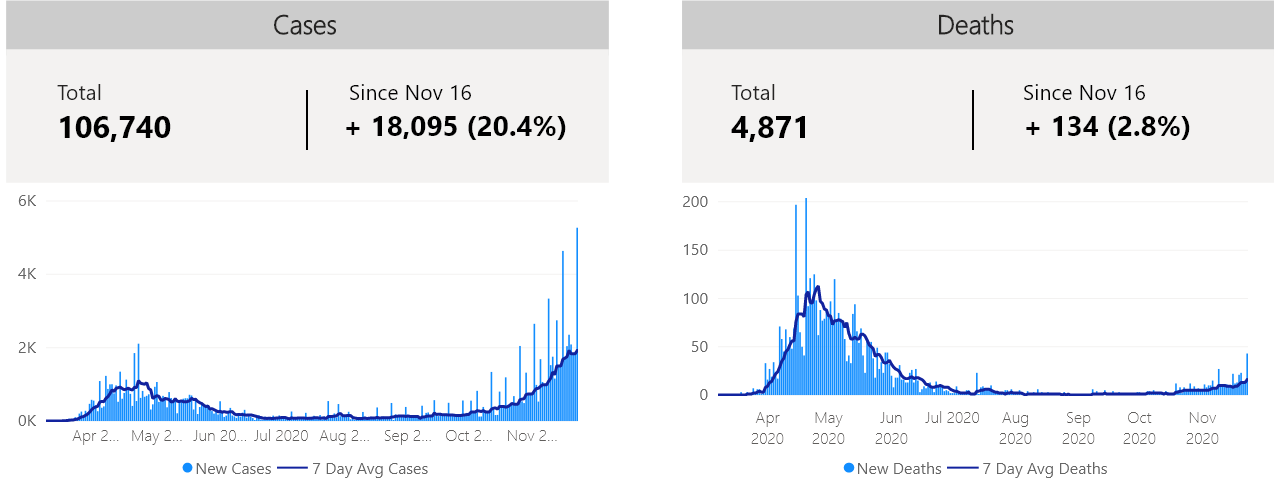 Cases
Total
106,740
Since Nov 16
+ 18,095 (20.4%)
6K
4K
2K
0K
Apr 2... May 2... Jun 20... Jul 2020 Aug 2... Sep 2... Oct 2... Nov 2...
New Cases 7 Day Avg Cases
Deaths
Total
4,871
Since Nov 16
+ 134 (2.8%)
200
150
100
50
0
Apr May Jun Jul 2020 Aug Sep Oct Nov
2020 2020 2020 2020 2020 2020 2020
New Deaths 7 Day Avg Deaths